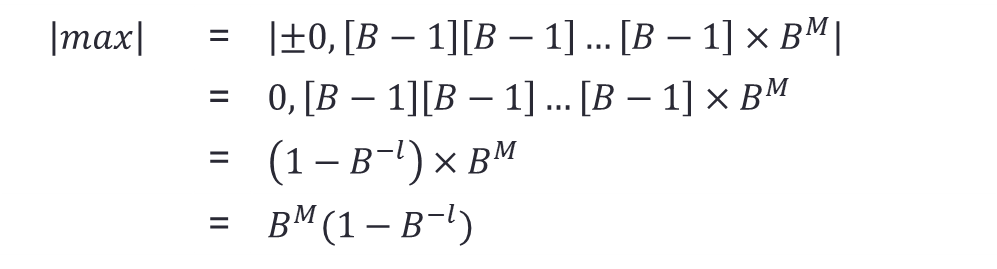 |max| = |±0, [B − 1][B − 1] … [B − 1] × B^M|
= 0, [B − 1][B − 1] … [B − 1] × B^M
= (1 − B^{−l}) × B^M
= B^M(1 − B^{−l})